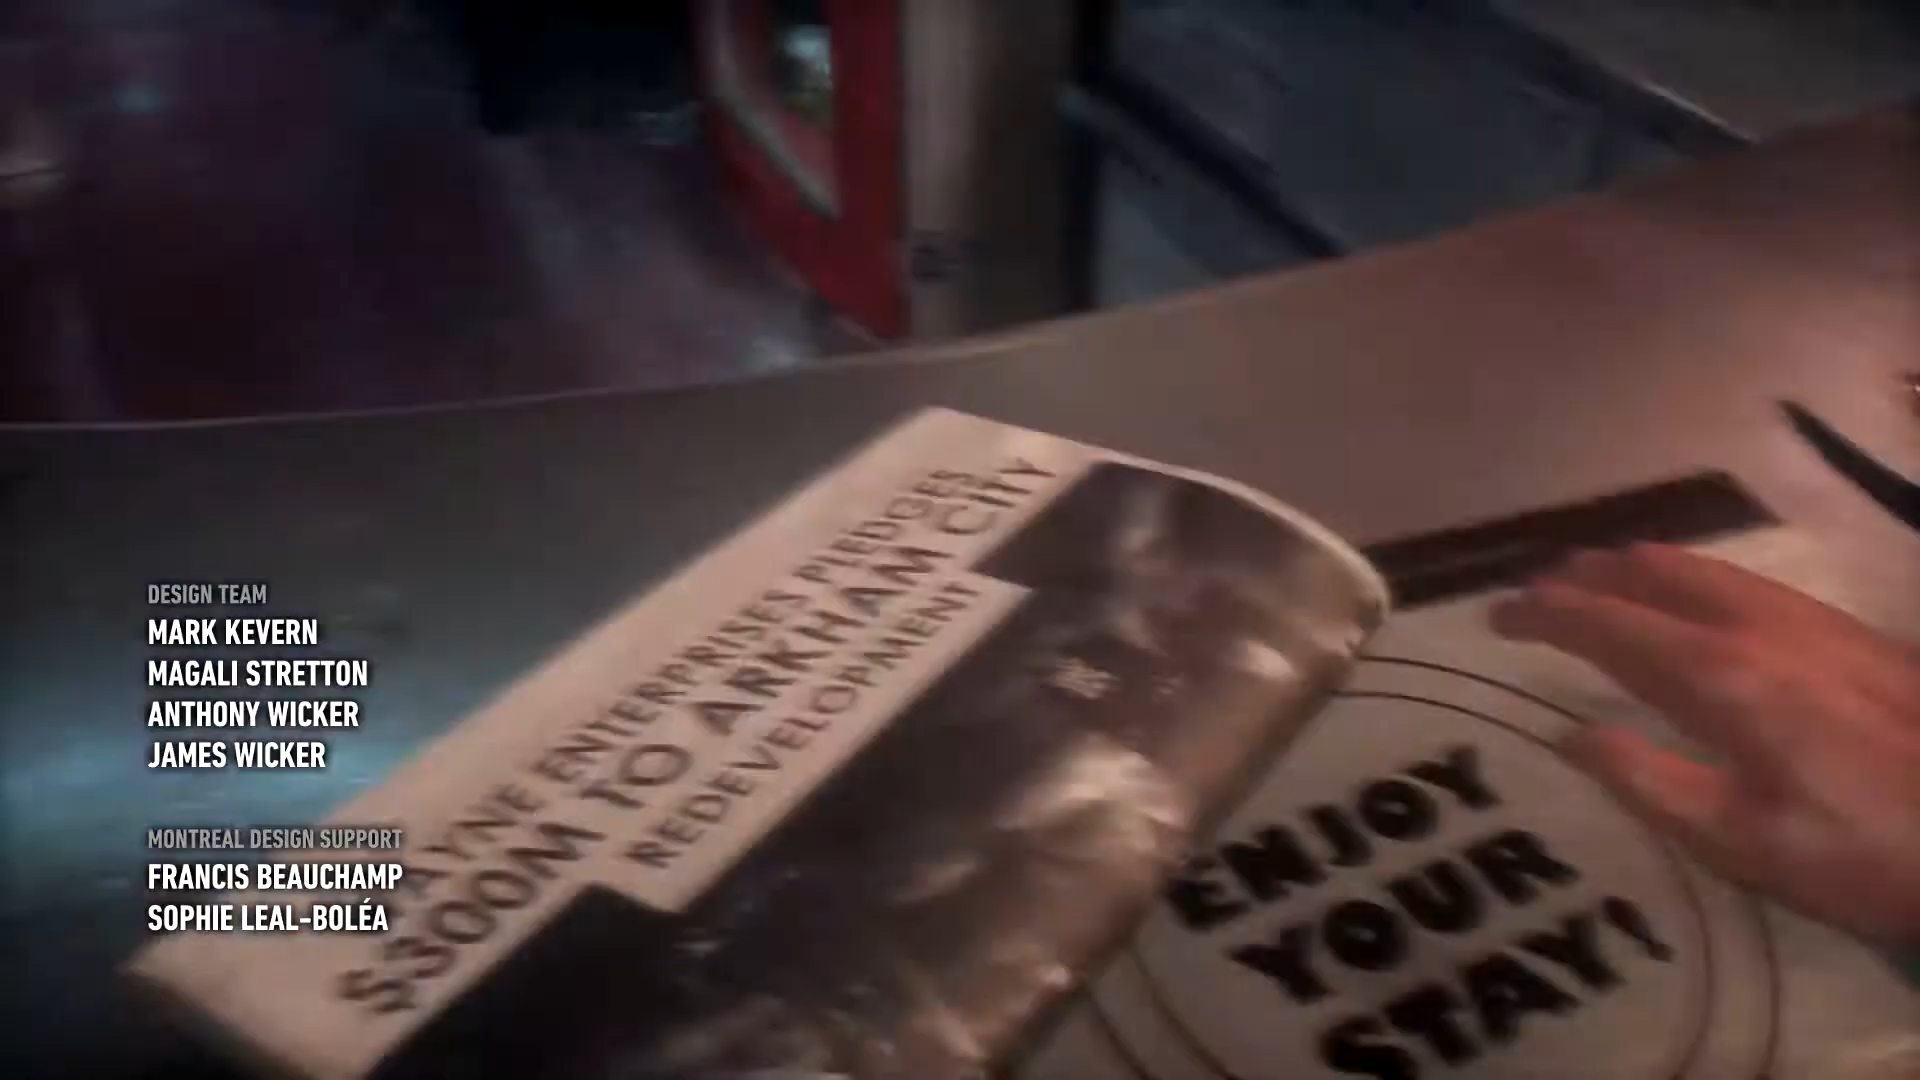 DESIGN TEAM
MARK KEVERN
MAGALI STRETTON
ANTHONY WICKER
JAMES WICKER
MONTREAL DESIGN SUPPORT
FRANCIS BEAUCHAMP
SOPHIE LEAL-BOLÉA
AYNE ENTERPRISES PLEDGES
$300M TO ARKHAM CITY
REDEVELOPMENT
ENJOY
YOUR
STAY?